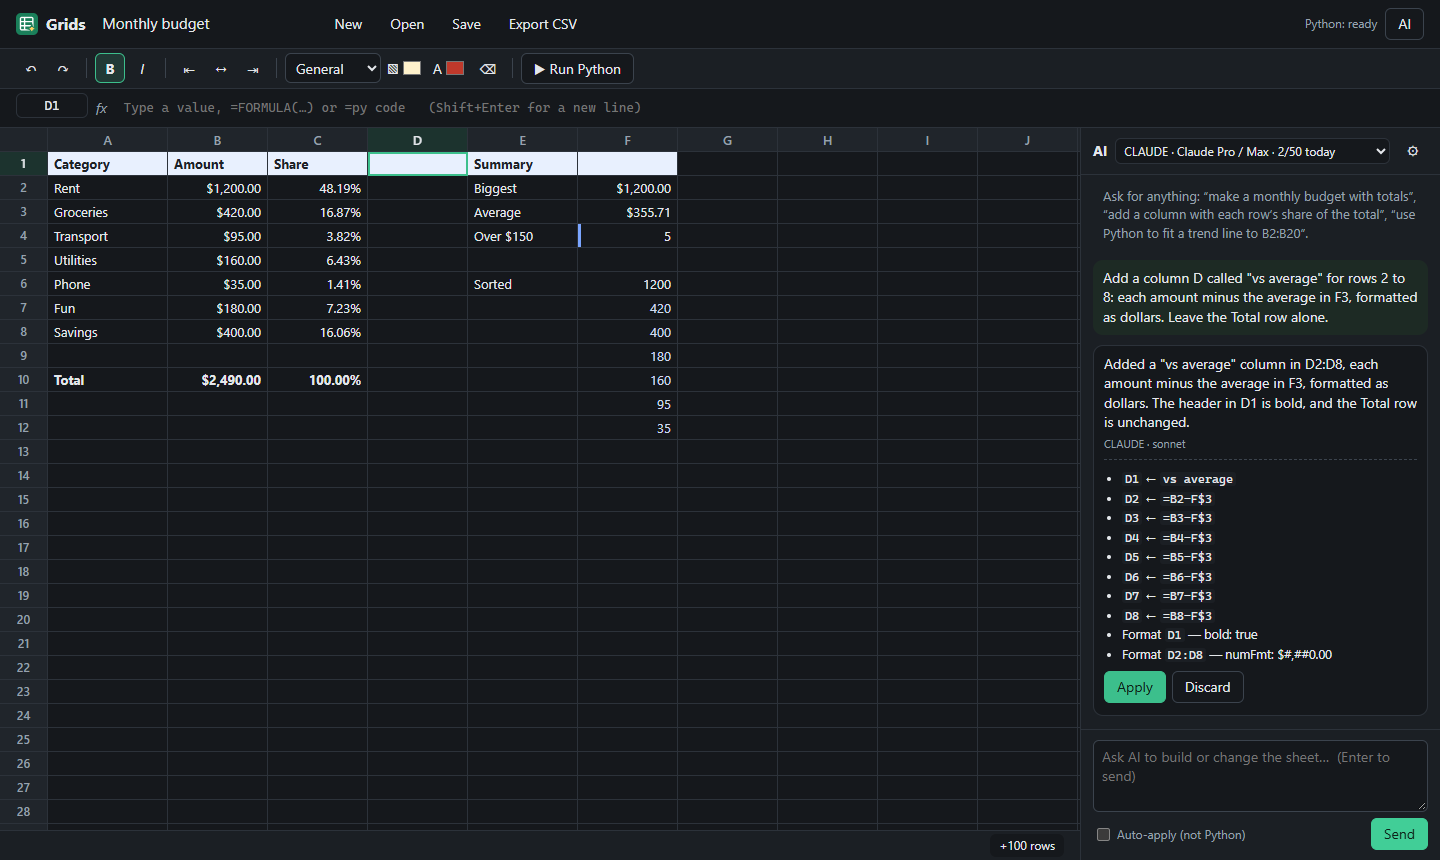 Grids Monthly budget New Open Save Export CSV Python: ready AI
B I General A Run Python
D1 fx Type a value, =FORMULA(…) or =py code (Shift+Enter for a new line)
A B C D E F G H I J
1 Category Amount Share Summary
2 Rent $1,200.00 48.19% Biggest $1,200.00
3 Groceries $420.00 16.87% Average $355.71
4 Transport $95.00 3.82% Over $150 5
5 Utilities $160.00 6.43%
6 Phone $35.00 1.41% Sorted 1200
7 Fun $180.00 7.23% 420
8 Savings $400.00 16.06% 400
9 180
10 Total $2,490.00 100.00% 160
11 95
12 35
13
14
15
16
17
18
19
20
21
22
23
24
25
26
27
28
+100 rows
AI CLAUDE · Claude Pro / Max · 2/50 today
Ask for anything: “make a monthly budget with totals”,
“add a column with each row’s share of the total”, “use
Python to fit a trend line to B2:B20”.
Add a column D called "vs average" for rows 2 to
8: each amount minus the average in F3, formatted
as dollars. Leave the Total row alone.
Added a "vs average" column in D2:D8, each
amount minus the average in F3, formatted as
dollars. The header in D1 is bold, and the Total row
is unchanged.
CLAUDE · sonnet
• D1 ← vs average
• D2 ← =B2-F$3
• D3 ← =B3-F$3
• D4 ← =B4-F$3
• D5 ← =B5-F$3
• D6 ← =B6-F$3
• D7 ← =B7-F$3
• D8 ← =B8-F$3
• Format D1 — bold: true
• Format D2:D8 — numFmt: $#,##0.00
Apply Discard
Ask AI to build or change the sheet… (Enter to
send)
Auto-apply (not Python) Send